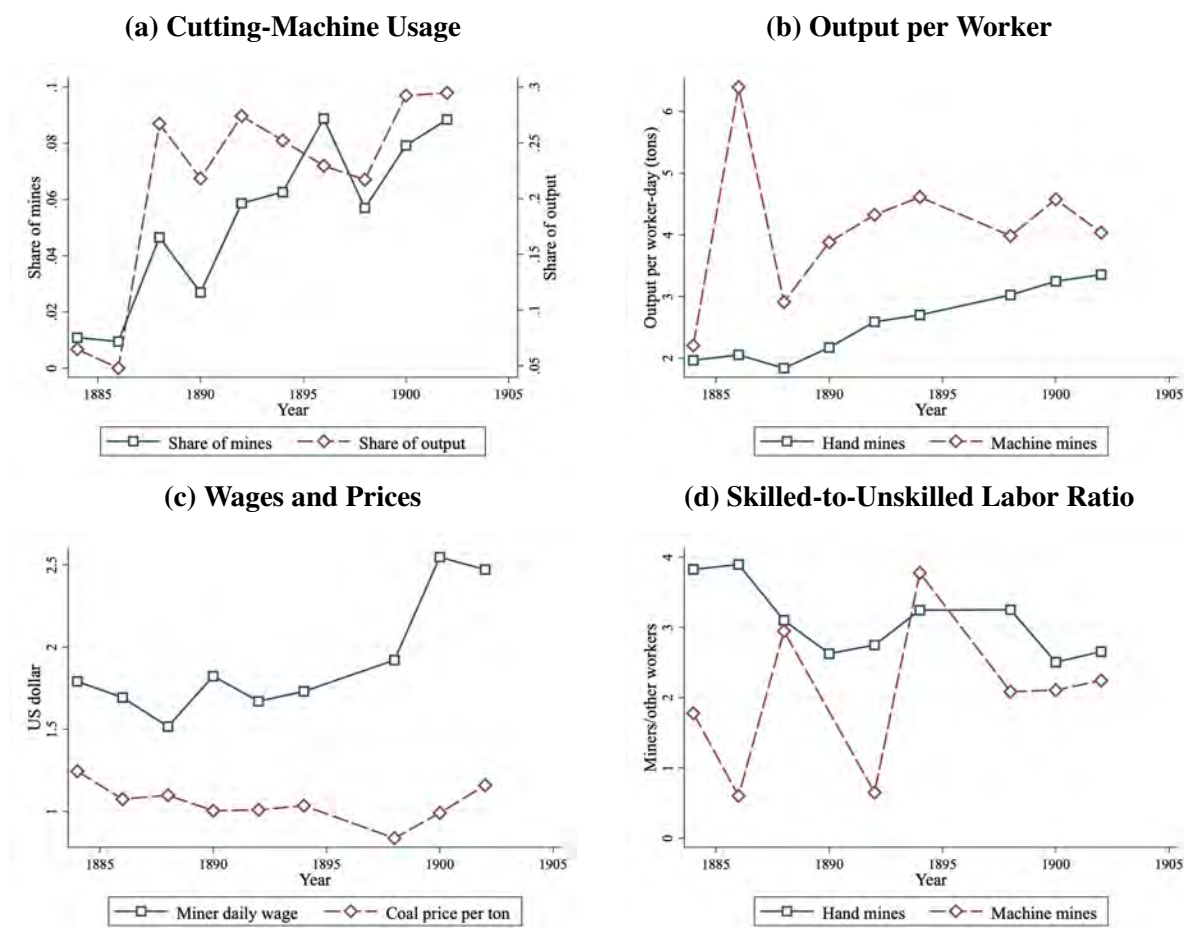 (a) Cutting-Machine Usage
Share of mines
0
.02
.04
.06
.08
.1
Share of output
.05
.1
.15
.2
.25
.3
1885 1890 1895 1900 1905
Year
Share of mines Share of output
(b) Output per Worker
Output per worker-day (tons)
2
3
4
5
6
1885 1890 1895 1900 1905
Year
Hand mines Machine mines
(c) Wages and Prices
US dollar
1
1.5
2
2.5
1885 1890 1895 1900 1905
Year
Miner daily wage Coal price per ton
(d) Skilled-to-Unskilled Labor Ratio
Miners/other workers
0
1
2
3
4
1885 1890 1895 1900 1905
Year
Hand mines Machine mines